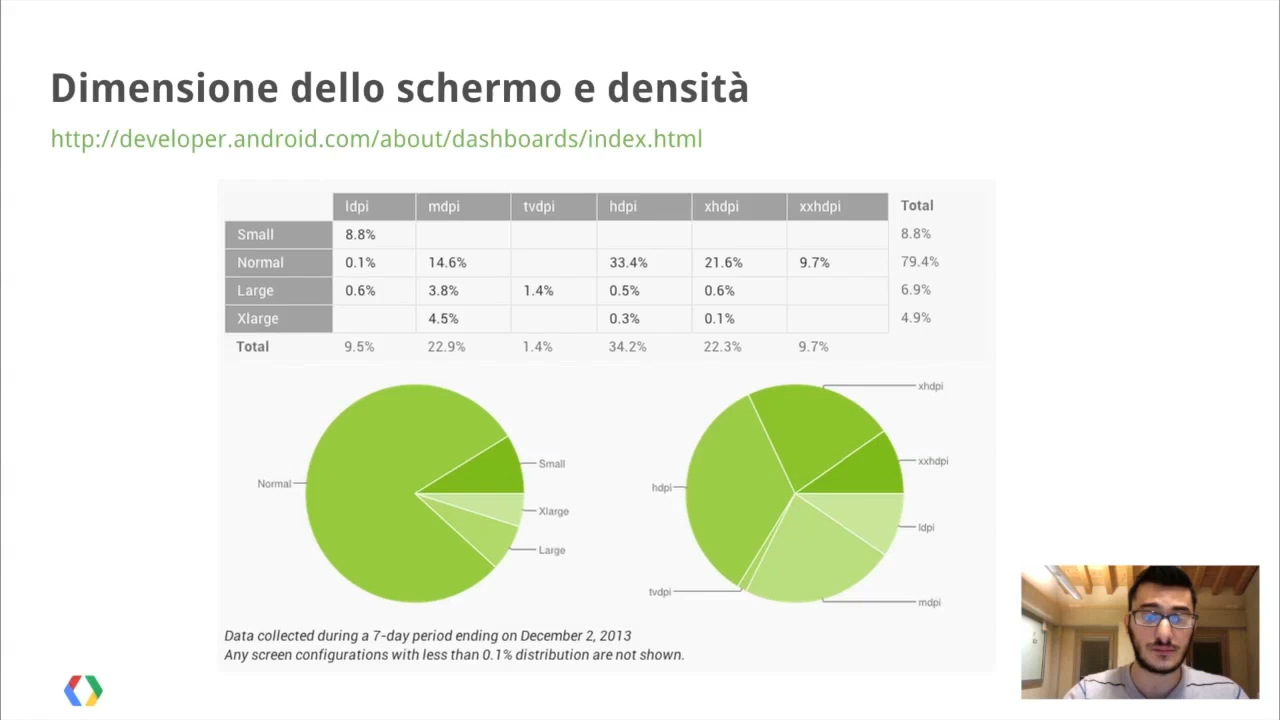 Dimensione dello schermo e densità
http://developer.android.com/about/dashboards/index.html
ldpi mdpi tvdpi hdpi xhdpi xxhdpi Total
Small 8.8% 8.8%
Normal 0.1% 14.6% 33.4% 21.6% 9.7% 79.4%
Large 0.6% 3.8% 1.4% 0.5% 0.6% 6.9%
Xlarge 4.5% 0.3% 0.1% 4.9%
Total 9.5% 22.9% 1.4% 34.2% 22.3% 9.7%
Normal
Small
Xlarge
Large
xhdpi
xxhdpi
hdpi
ldpi
tvdpi
mdpi
Data collected during a 7-day period ending on December 2, 2013
Any screen configurations with less than 0.1% distribution are not shown.